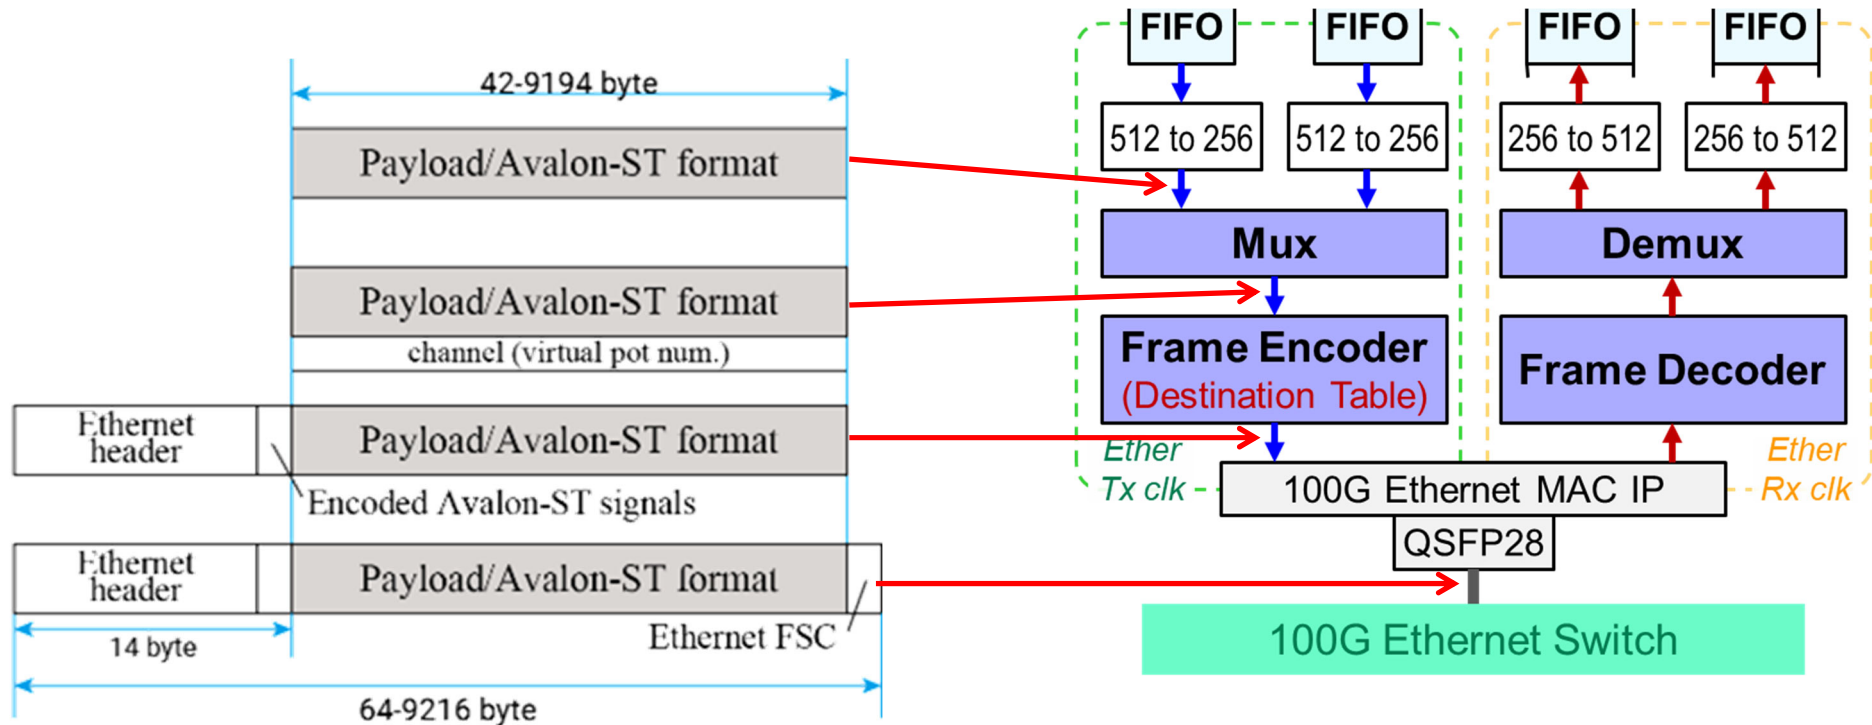 42-9194 byte
Payload/Avalon-ST format
Payload/Avalon-ST format
channel (virtual pot num.)
Ethernet
header
Payload/Avalon-ST format
Encoded Avalon-ST signals
Ethernet
header
Payload/Avalon-ST format
Ethernet FSC
14 byte
64-9216 byte
FIFO
FIFO
FIFO
FIFO
512 to 256
512 to 256
256 to 512
256 to 512
Mux
Demux
Frame Encoder
(Destination Table)
Frame Decoder
Ether
Tx clk
Ether
Rx clk
100G Ethernet MAC IP
QSFP28
100G Ethernet Switch